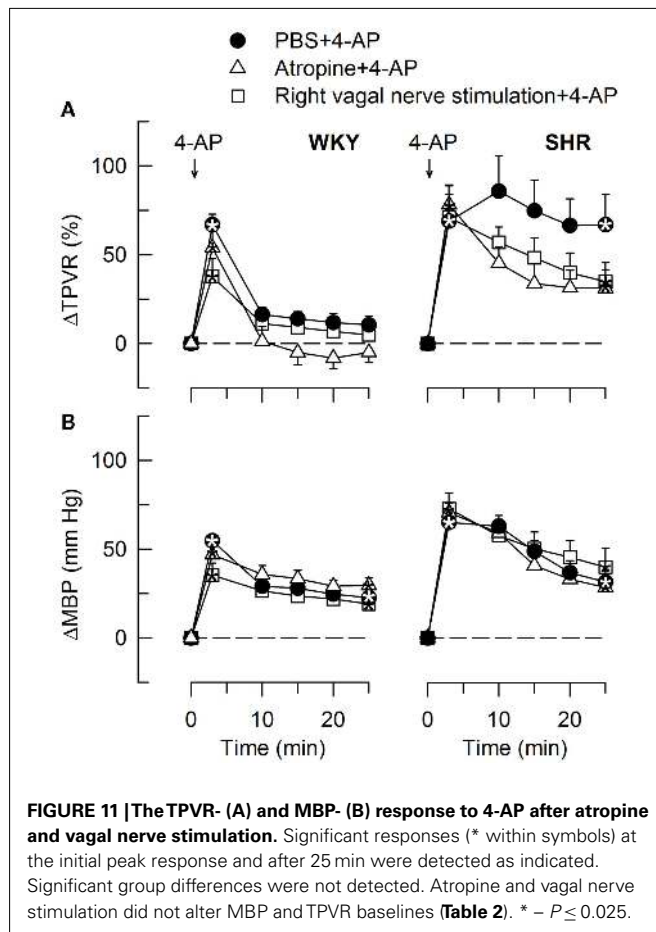 PBS+4-AP
Atropine+4-AP
Right vagal nerve stimulation+4-AP
A
4-AP WKY 4-AP SHR
100
50
0
ΔTPVR (%)
B
100
50
0
ΔMBP (mm Hg)
0 10 20 0 10 20
Time (min) Time (min)
FIGURE 11 | The TPVR- (A) and MBP- (B) response to 4-AP after atropine
and vagal nerve stimulation. Significant responses (* within symbols) at
the initial peak response and after 25 min were detected as indicated.
Significant group differences were not detected. Atropine and vagal nerve
stimulation did not alter MBP and TPVR baselines (Table 2). * – P ≤ 0.025.